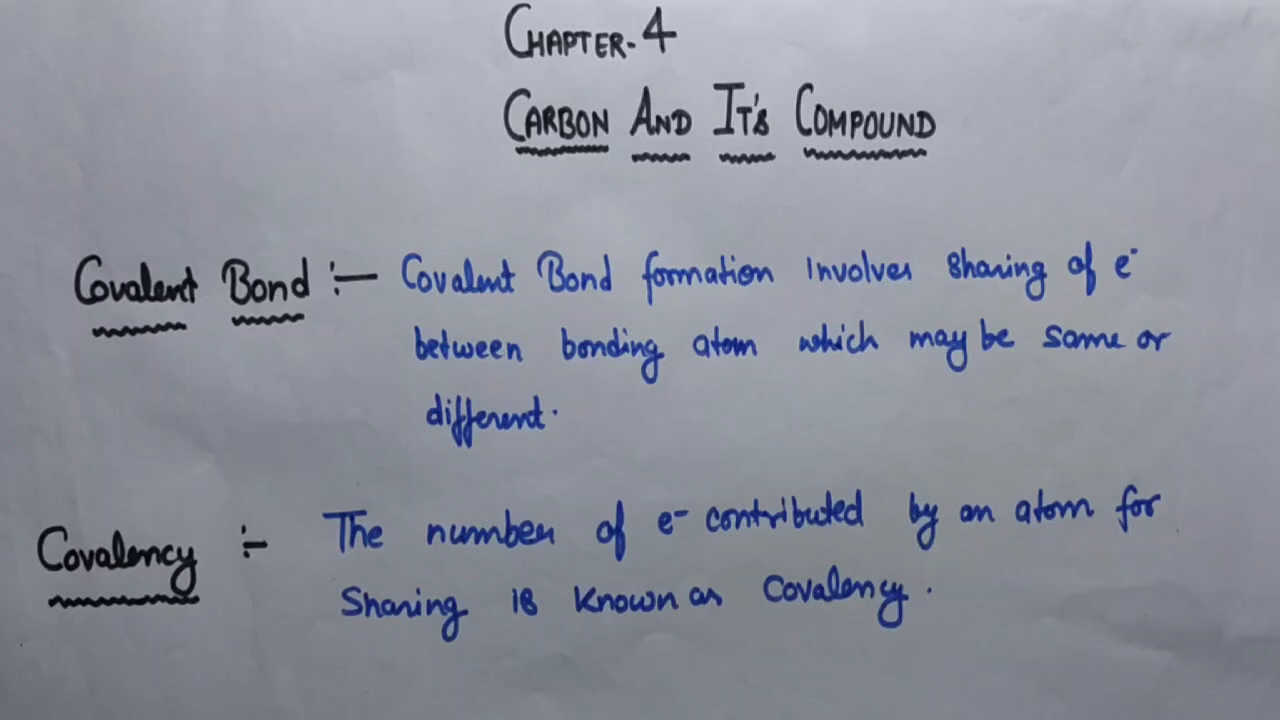 CHAPTER-4
CARBON AND IT'S COMPOUND
Covalent Bond :- Covalent Bond formation involves sharing of e⁻
between bonding atom which may be same or
different.
Covalency :- The number of e⁻ contributed by an atom for
Sharing is known as Covalency.